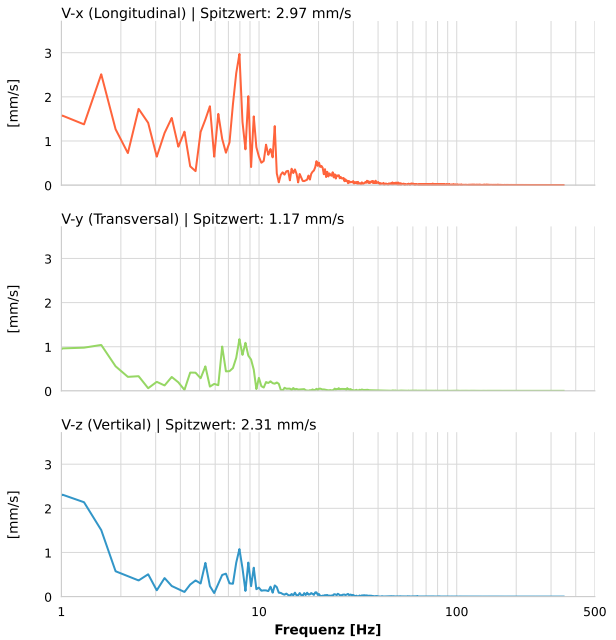 V-x (Longitudinal) | Spitzwert: 2.97 mm/s
[mm/s]
3
2
1
0
V-y (Transversal) | Spitzwert: 1.17 mm/s
[mm/s]
3
2
1
0
V-z (Vertikal) | Spitzwert: 2.31 mm/s
[mm/s]
3
2
1
0
1 10 100 500
Frequenz [Hz]